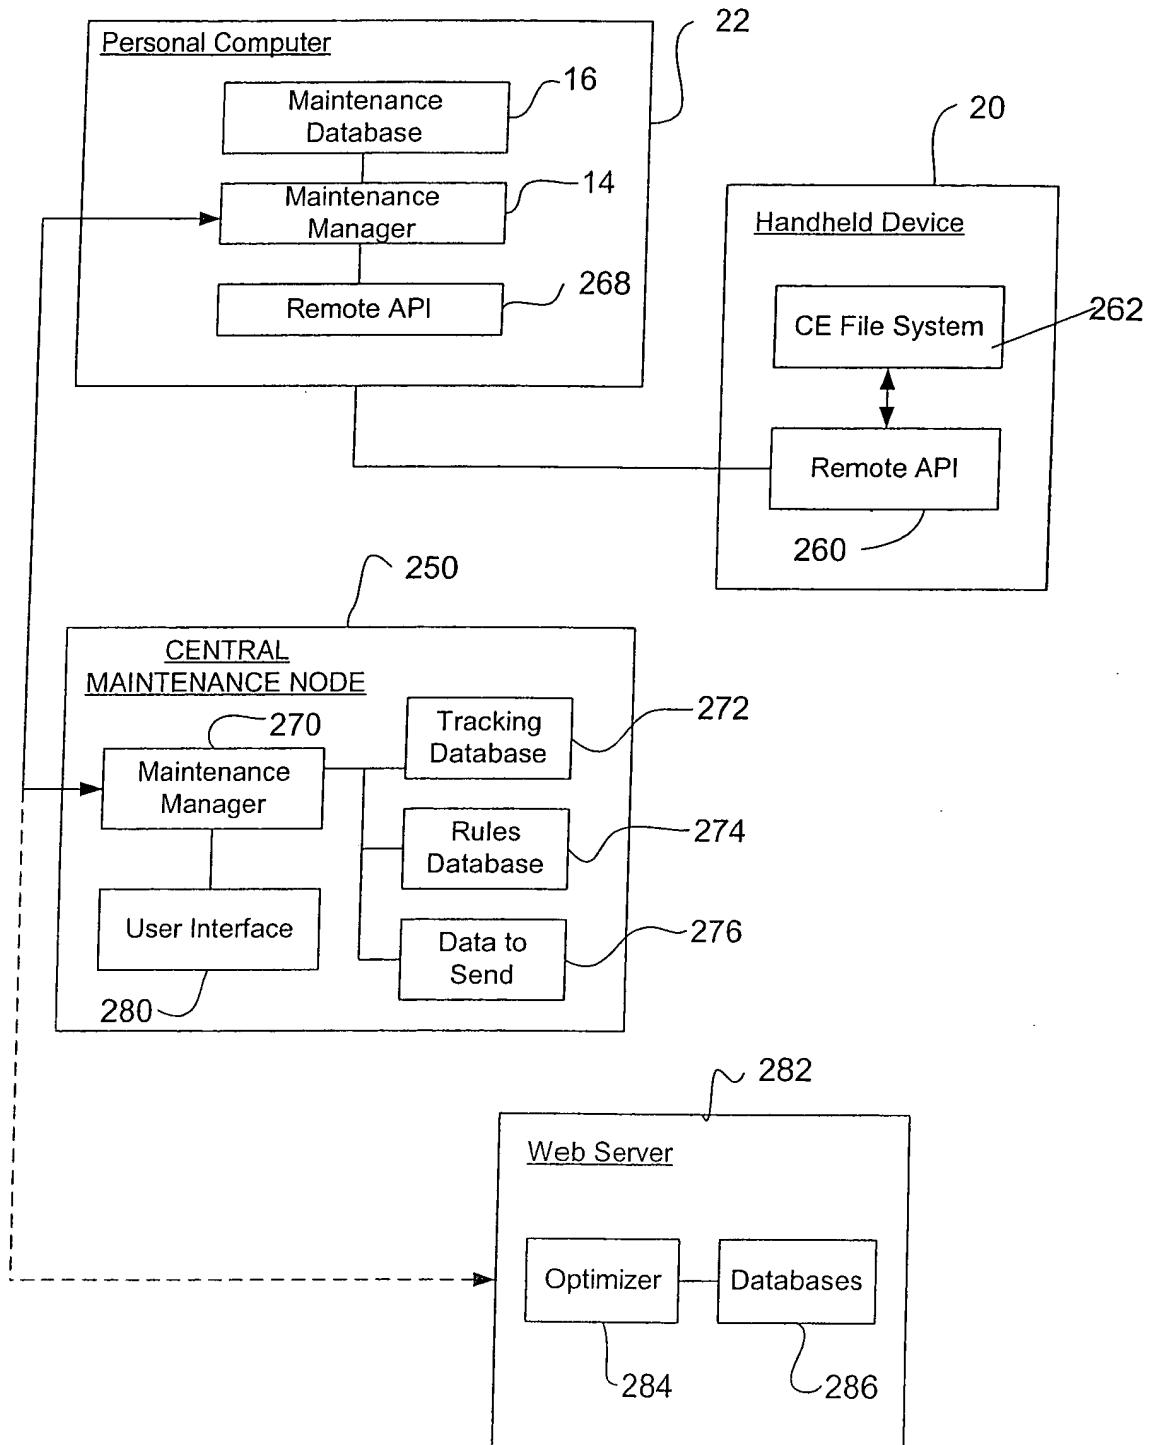 22
Personal Computer
16
Maintenance
Database
14
Maintenance
Manager
268
Remote API
20
Handheld Device
CE File System
262
Remote API
260
250
CENTRAL
MAINTENANCE NODE
270
Maintenance
Manager
Tracking
Database
272
Rules
Database
274
User Interface
280
Data to
Send
276
282
Web Server
Optimizer
Databases
284
286